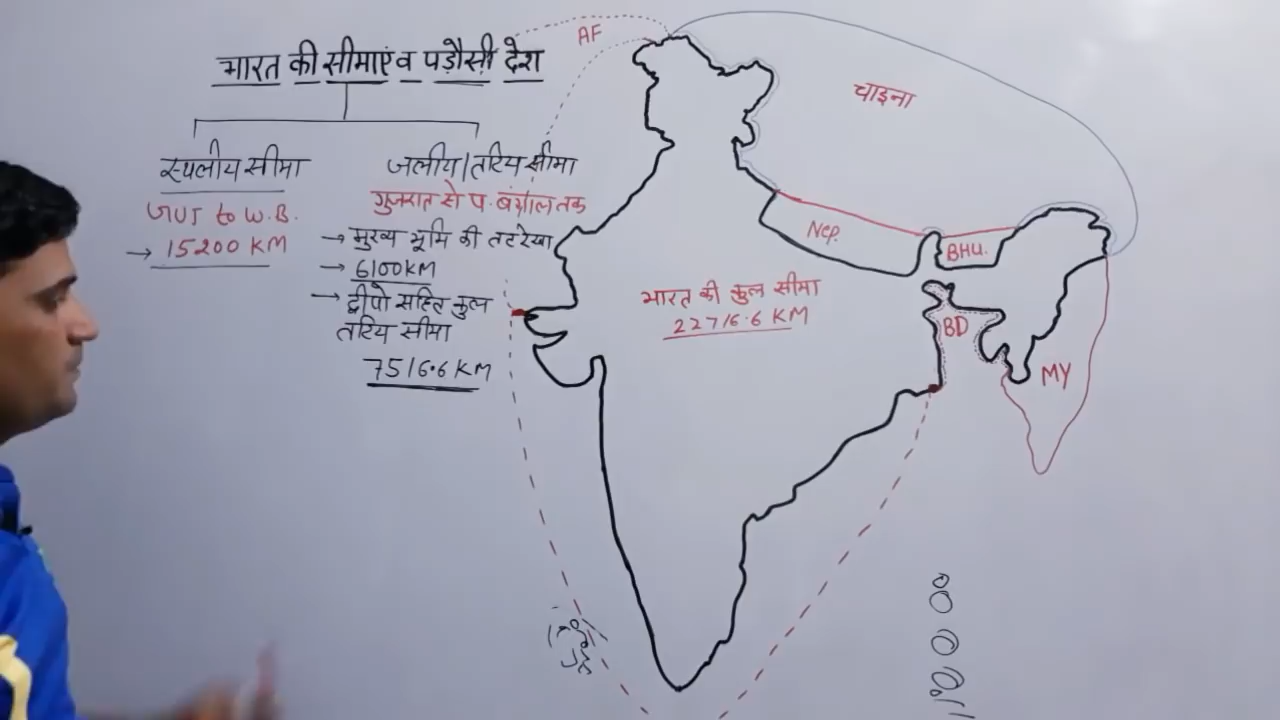 भारत की सीमाएं व पड़ौसी देश
स्थलीय सीमा
GUJ to W.B.
→ 15200 KM
जलीय/तटिय सीमा
गुजरात से प. बंगाल तक
→ मुख्य भूमि की तटरेखा
→ 6100KM
→ द्वीपो सहित कुल
तटिय सीमा
7516.6 KM
AF
चाइना
Nep.
BHU.
भारत की कुल सीमा
22716.6 KM
BD
MY